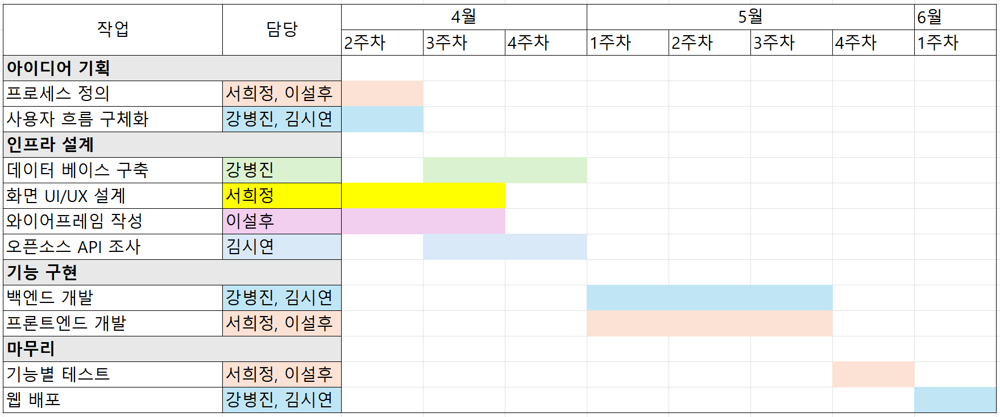 작업 담당 4월 5월 6월
2주차 3주차 4주차 1주차 2주차 3주차 4주차 1주차
아이디어 기획
프로세스 정의 서희정, 이설후
사용자 흐름 구체화 강병진, 김시연
인프라 설계
데이터 베이스 구축 강병진
화면 UI/UX 설계 서희정
와이어프레임 작성 이설후
오픈소스 API 조사 김시연
기능 구현
백엔드 개발 강병진, 김시연
프론트엔드 개발 서희정, 이설후
마무리
기능별 테스트 서희정, 이설후
웹 배포 강병진, 김시연